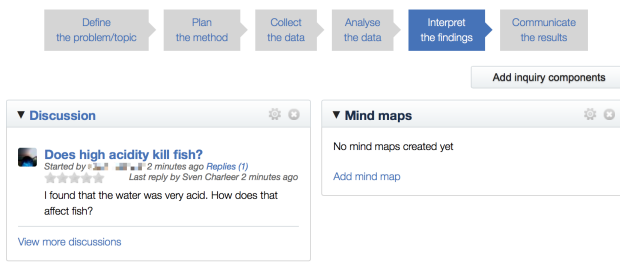 Define
the problem/topic
Plan
the method
Collect
the data
Analyse
the data
Interpret
the findings
Communicate
the results
Add inquiry components
Discussion
Does high acidity kill fish?
Started by 2 minutes ago Replies (1)
Last reply by Sven Charleer 2 minutes ago
I found that the water was very acid. How does that
affect fish?
View more discussions
Mind maps
No mind maps created yet
Add mind map